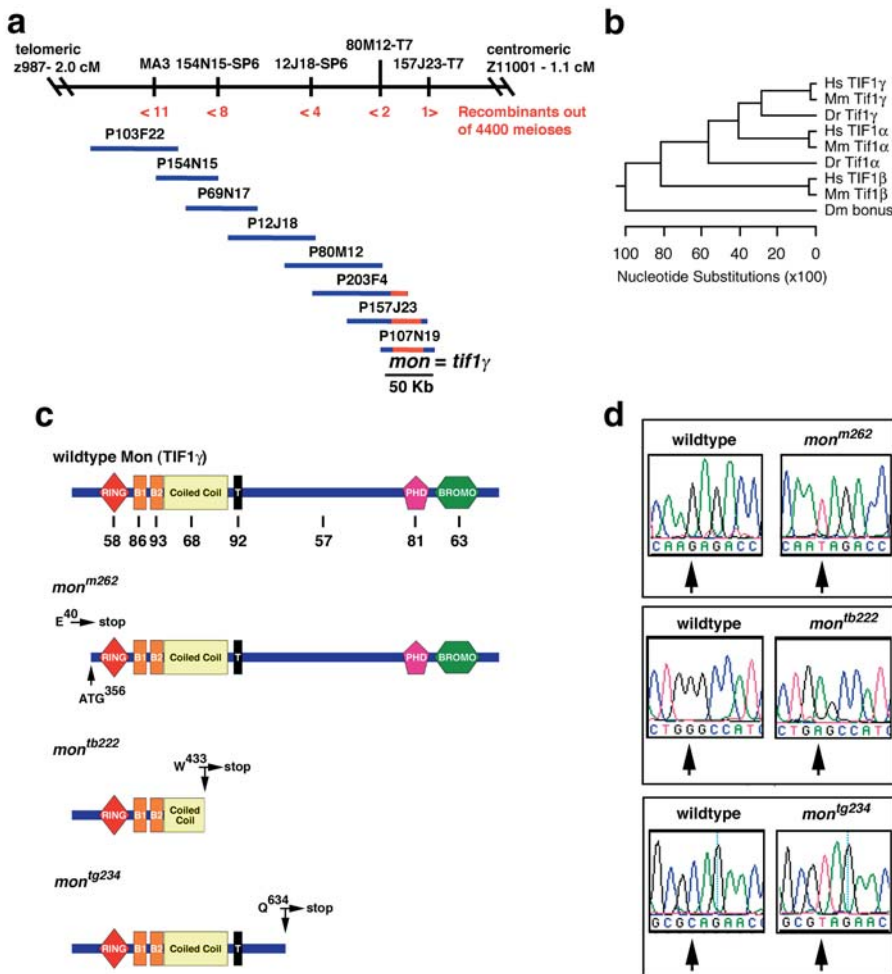 a
telomeric
z987- 2.0 cM
MA3 154N15-SP6 12J18-SP6 80M12-T7 157J23-T7
centromeric
Z11001 - 1.1 cM
< 11 < 8 < 4 < 2 1> Recombinants out
of 4400 meioses
P103F22
P154N15
P69N17
P12J18
P80M12
P203F4
P157J23
P107N19
mon = tif1γ
50 Kb
b
Hs TIF1γ
Mm Tif1γ
Dr Tif1γ
Hs TIF1α
Mm Tif1α
Dr Tif1α
Hs TIF1β
Mm Tif1β
Dm bonus
100 80 60 40 20 0
Nucleotide Substitutions (x100)
c
wildtype Mon (TIF1γ)
RING B1 B2 Coiled Coil T PHD BROMO
58 86 93 68 92 57 81 63
mon^m262
E^40 stop
RING B1 B2 Coiled Coil T PHD BROMO
ATG^356
mon^tb222
W^433 stop
RING B1 B2 Coiled
Coil
mon^tg234
Q^634 stop
RING B1 B2 Coiled Coil T
d
wildtype mon^m262
CAAGAGACC CAATAGACC
wildtype mon^tb222
CTGGGCCATC CTGAGCCATC
wildtype mon^tg234
GCGCAGAACC GCGTAGAACC